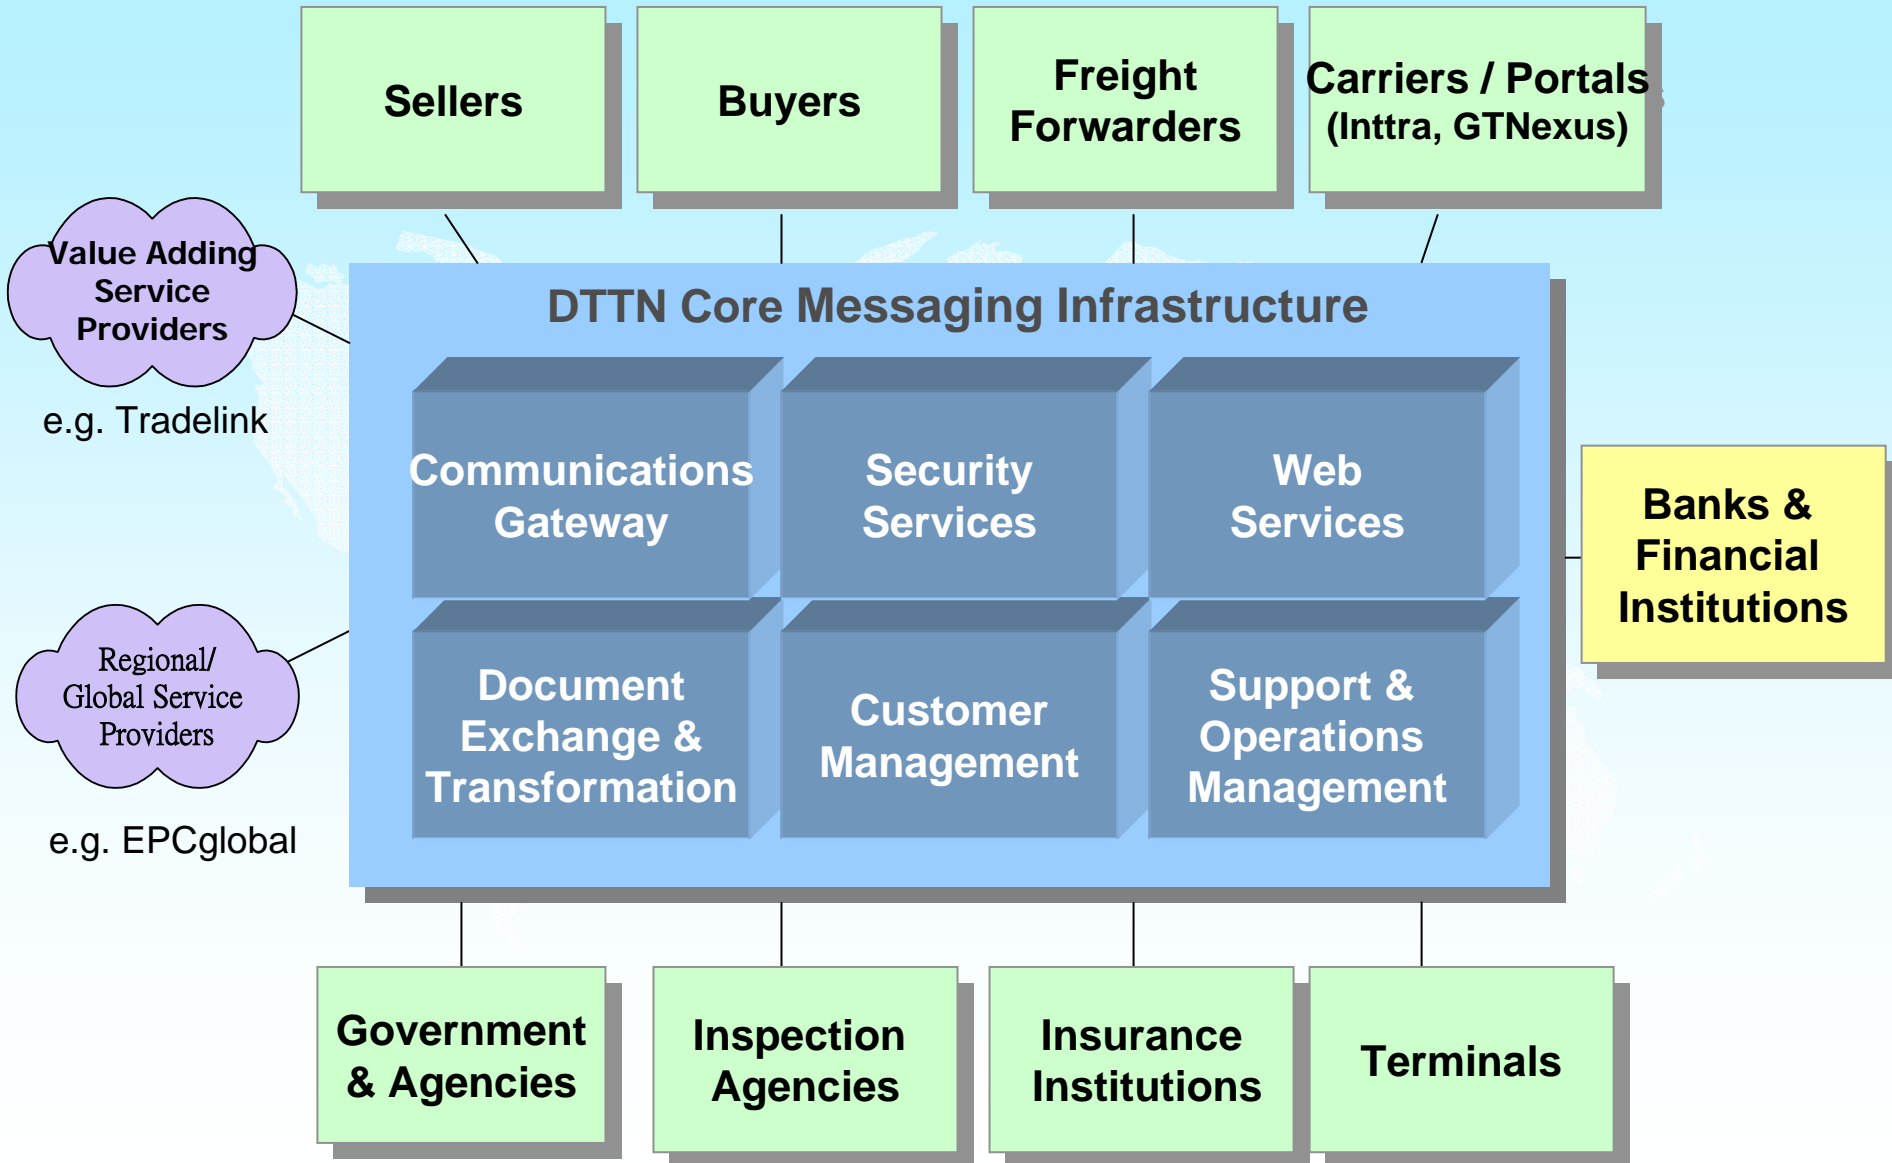 Sellers
Buyers
Freight
Forwarders
Carriers / Portals
(Inttra, GTNexus)
Value Adding
Service
Providers
e.g. Tradelink
Regional/
Global Service
Providers
e.g. EPCglobal
DTTN Core Messaging Infrastructure
Communications
Gateway
Security
Services
Web
Services
Document
Exchange &
Transformation
Customer
Management
Support &
Operations
Management
Banks &
Financial
Institutions
Government
& Agencies
Inspection
Agencies
Insurance
Institutions
Terminals